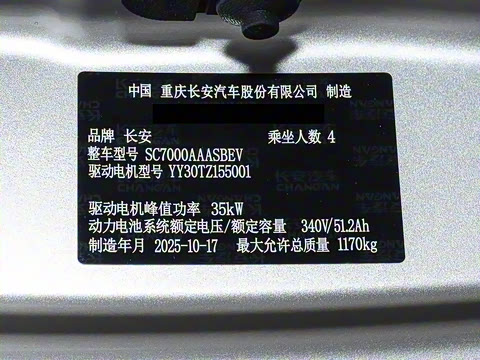 中国 重庆长安汽车股份有限公司 制造
品牌 长安 乘坐人数 4
整车型号 SC7000AAASBEV
驱动电机型号 YY30TZ155001
驱动电机峰值功率 35kW
动力电池系统额定电压/额定容量 340V/51.2Ah
制造年月 2025-10-17 最大允许总质量 1170kg